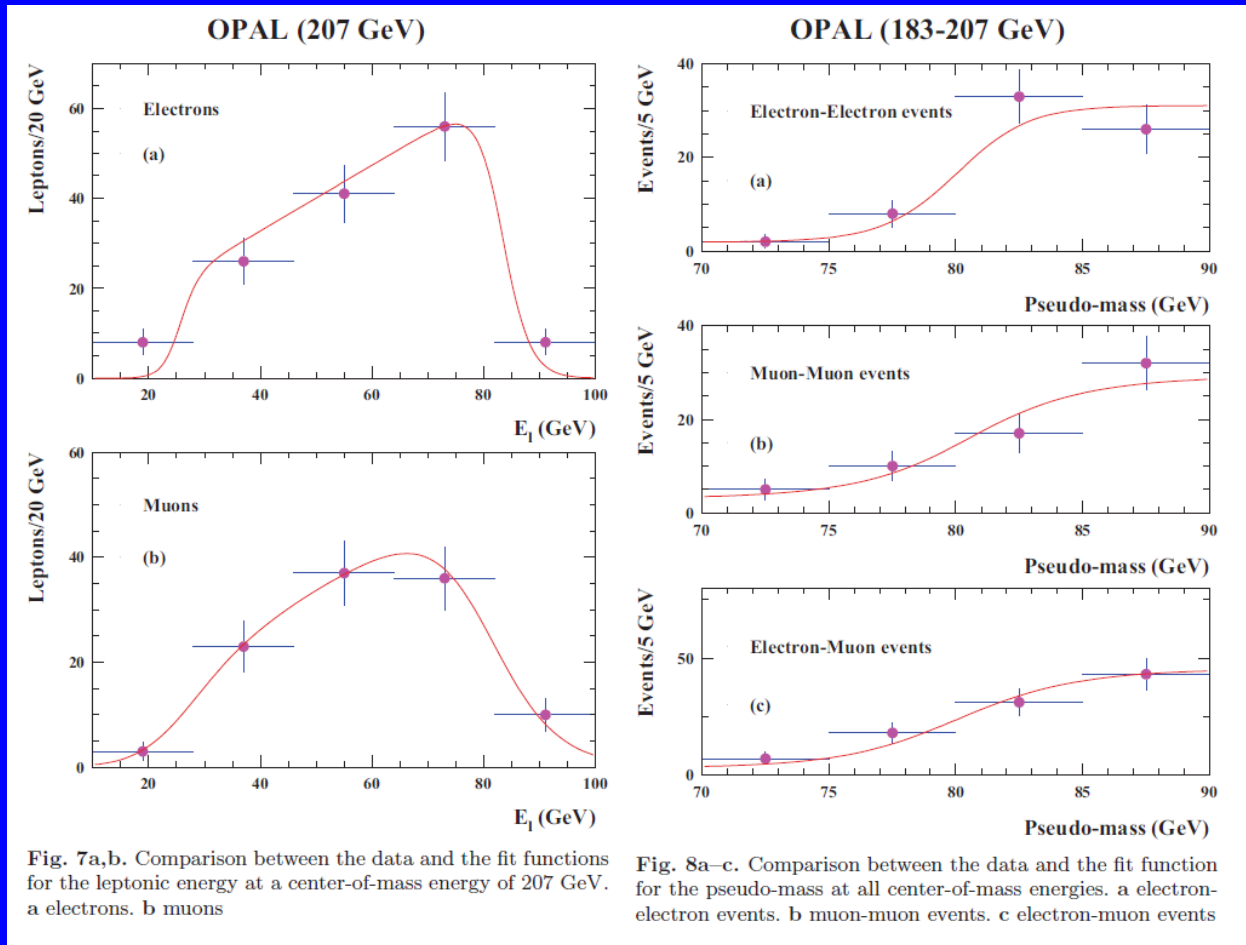 OPAL (207 GeV)
Leptons/20 GeV
60
40
20
0
Electrons
(a)
20
40
60
80
100
E_l (GeV)
Leptons/20 GeV
60
40
20
0
Muons
(b)
20
40
60
80
100
E_l (GeV)
Fig. 7a,b. Comparison between the data and the fit functions
for the leptonic energy at a center-of-mass energy of 207 GeV.
a electrons. b muons
OPAL (183-207 GeV)
Events/5 GeV
40
20
0
Electron-Electron events
(a)
70
75
80
85
90
Pseudo-mass (GeV)
Events/5 GeV
40
20
0
Muon-Muon events
(b)
70
75
80
85
90
Pseudo-mass (GeV)
Events/5 GeV
50
0
Electron-Muon events
(c)
70
75
80
85
90
Pseudo-mass (GeV)
Fig. 8a–c. Comparison between the data and the fit function
for the pseudo-mass at all center-of-mass energies. a electron-
electron events. b muon-muon events. c electron-muon events